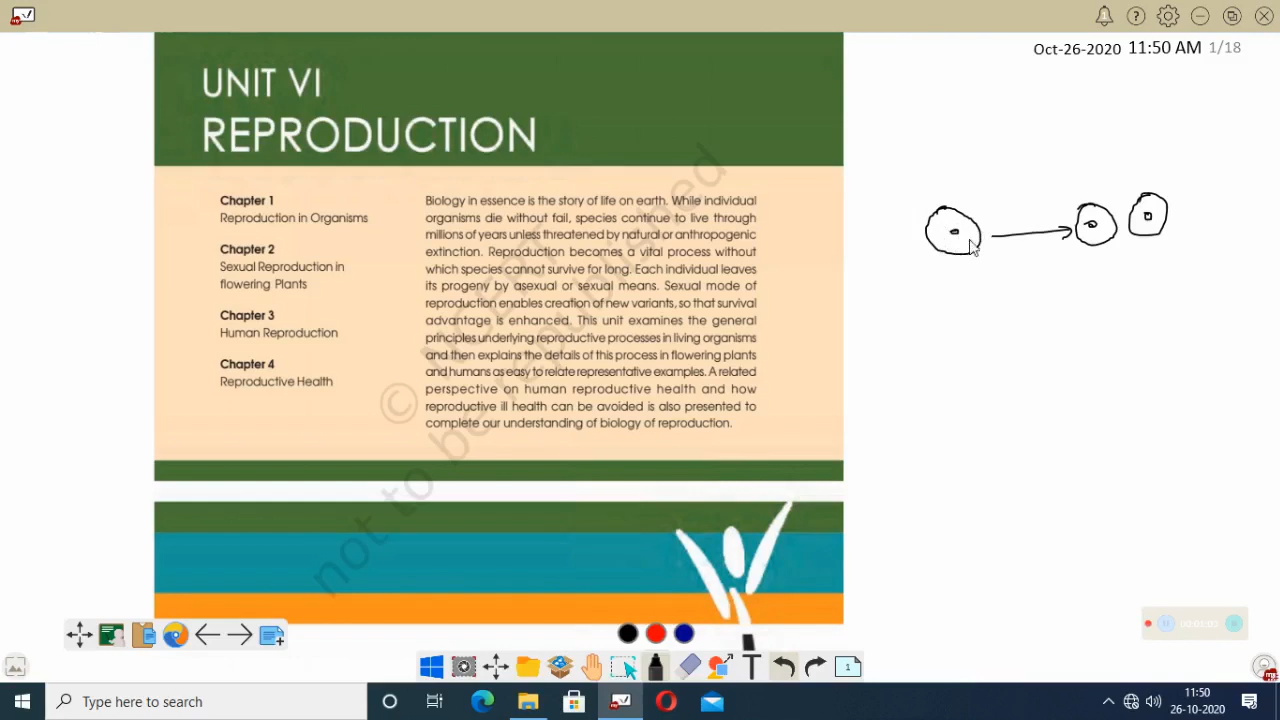 Oct-26-2020 11:50 AM 1/18
UNIT VI
REPRODUCTION
Chapter 1
Reproduction in Organisms
Chapter 2
Sexual Reproduction in
flowering Plants
Chapter 3
Human Reproduction
Chapter 4
Reproductive Health
Biology in essence is the story of life on earth. While individual
organisms die without fail, species continue to live through
millions of years unless threatened by natural or anthropogenic
extinction. Reproduction becomes a vital process without
which species cannot survive for long. Each individual leaves
its progeny by asexual or sexual means. Sexual mode of
reproduction enables creation of new variants, so that survival
advantage is enhanced. This unit examines the general
principles underlying reproductive processes in living organisms
and then explains the details of this process in flowering plants
and humans as easy to relate representative examples. A related
perspective on human reproductive health and how
reproductive ill health can be avoided is also presented to
complete our understanding of biology of reproduction.
© NCERT
not to be republished
T
1
Type here to search
11:50
26-10-2020